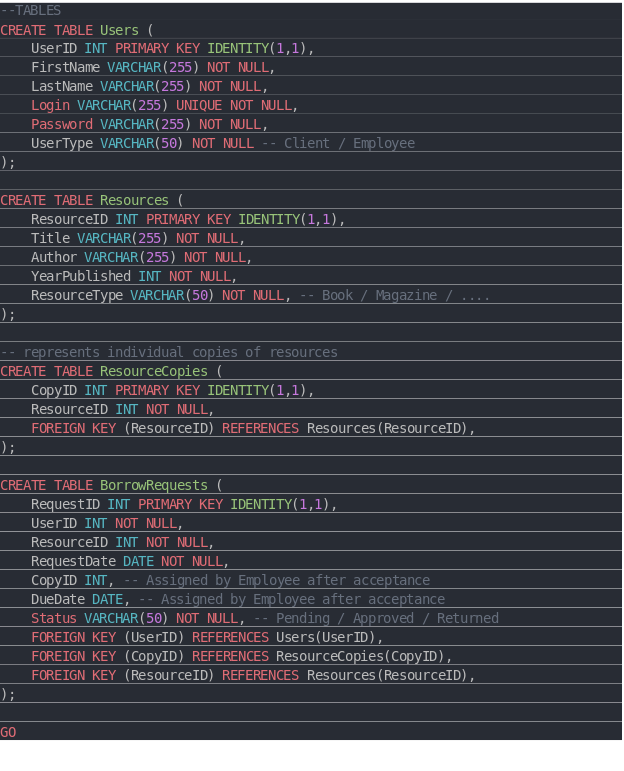 --TABLES
CREATE TABLE Users (
    UserID INT PRIMARY KEY IDENTITY(1,1),
    FirstName VARCHAR(255) NOT NULL,
    LastName VARCHAR(255) NOT NULL,
    Login VARCHAR(255) UNIQUE NOT NULL,
    Password VARCHAR(255) NOT NULL,
    UserType VARCHAR(50) NOT NULL -- Client / Employee
);

CREATE TABLE Resources (
    ResourceID INT PRIMARY KEY IDENTITY(1,1),
    Title VARCHAR(255) NOT NULL,
    Author VARCHAR(255) NOT NULL,
    YearPublished INT NOT NULL,
    ResourceType VARCHAR(50) NOT NULL, -- Book / Magazine / ....
);

-- represents individual copies of resources
CREATE TABLE ResourceCopies (
    CopyID INT PRIMARY KEY IDENTITY(1,1),
    ResourceID INT NOT NULL,
    FOREIGN KEY (ResourceID) REFERENCES Resources(ResourceID),
);

CREATE TABLE BorrowRequests (
    RequestID INT PRIMARY KEY IDENTITY(1,1),
    UserID INT NOT NULL,
    ResourceID INT NOT NULL,
    RequestDate DATE NOT NULL,
    CopyID INT, -- Assigned by Employee after acceptance
    DueDate DATE, -- Assigned by Employee after acceptance
    Status VARCHAR(50) NOT NULL, -- Pending / Approved / Returned
    FOREIGN KEY (UserID) REFERENCES Users(UserID),
    FOREIGN KEY (CopyID) REFERENCES ResourceCopies(CopyID),
    FOREIGN KEY (ResourceID) REFERENCES Resources(ResourceID),
);

GO